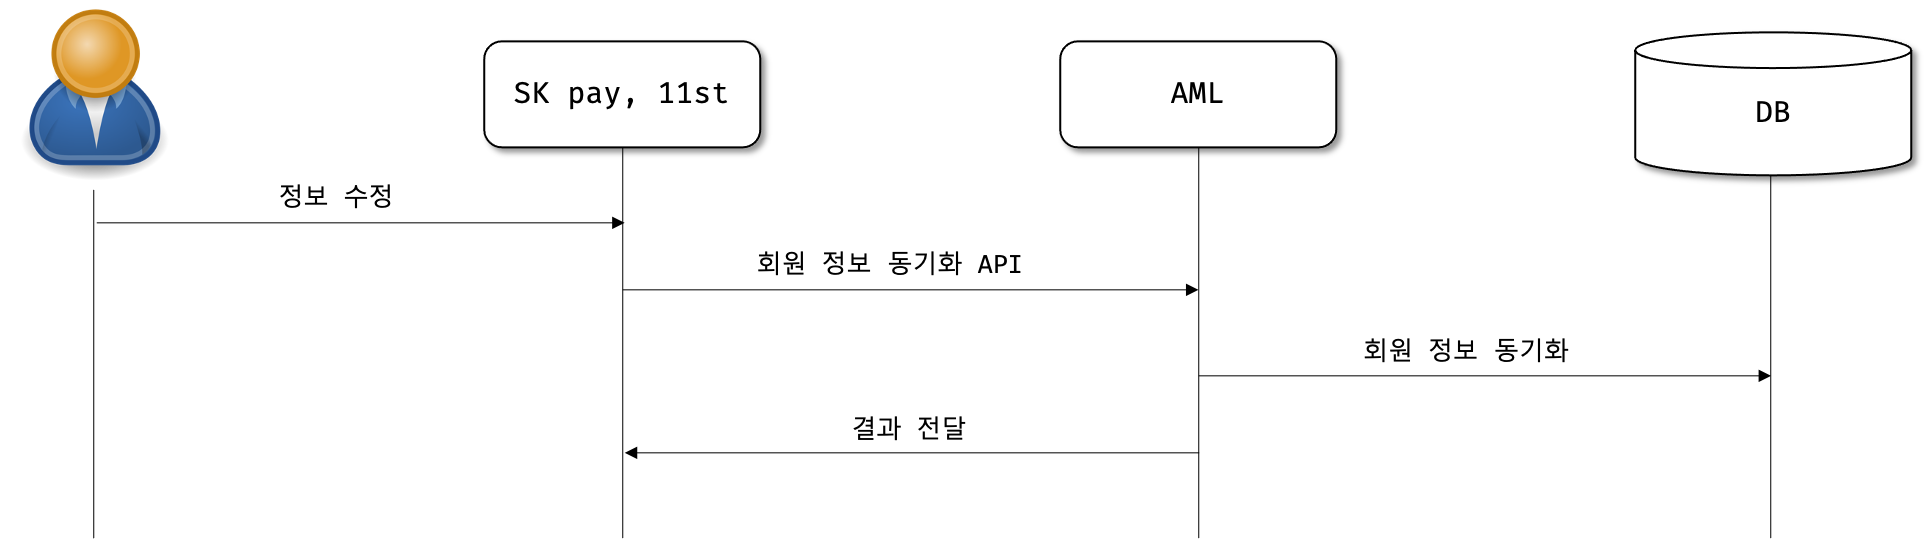 SK pay, 11st
AML
DB
정보 수정
회원 정보 동기화 API
회원 정보 동기화
결과 전달